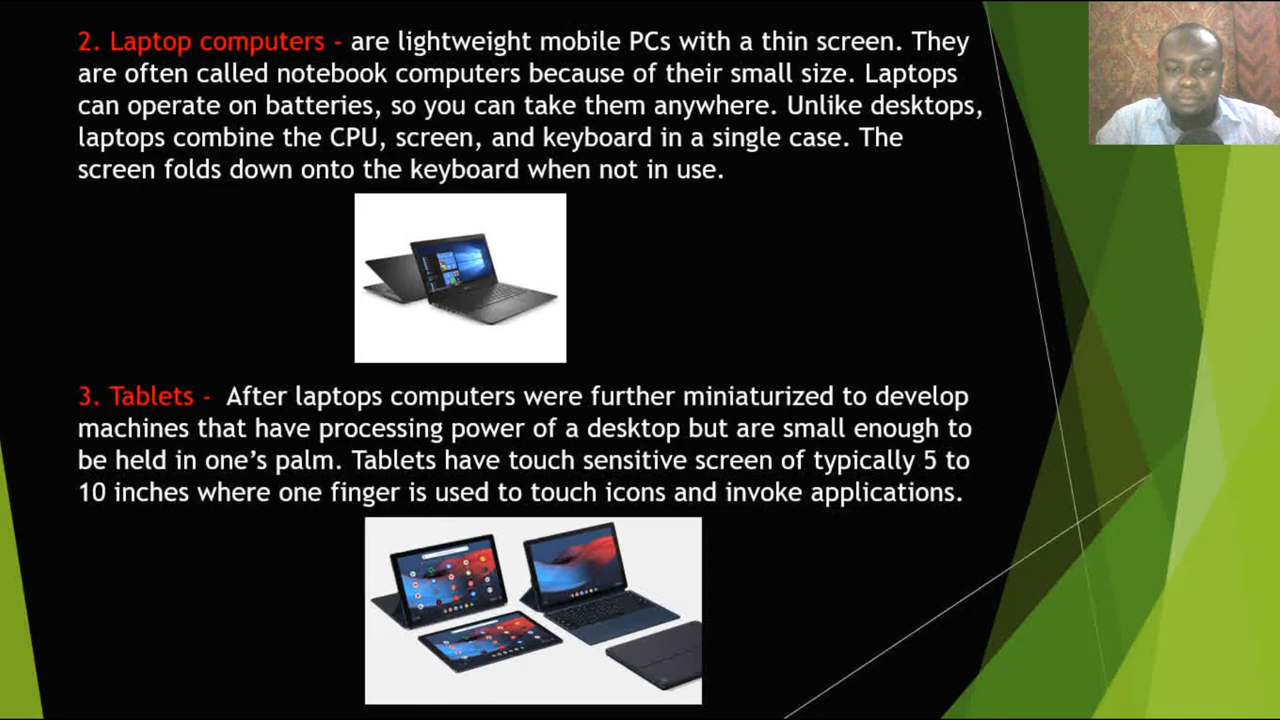 2. Laptop computers - are lightweight mobile PCs with a thin screen. They
are often called notebook computers because of their small size. Laptops
can operate on batteries, so you can take them anywhere. Unlike desktops,
laptops combine the CPU, screen, and keyboard in a single case. The
screen folds down onto the keyboard when not in use.
3. Tablets - After laptops computers were further miniaturized to develop
machines that have processing power of a desktop but are small enough to
be held in one's palm. Tablets have touch sensitive screen of typically 5 to
10 inches where one finger is used to touch icons and invoke applications.